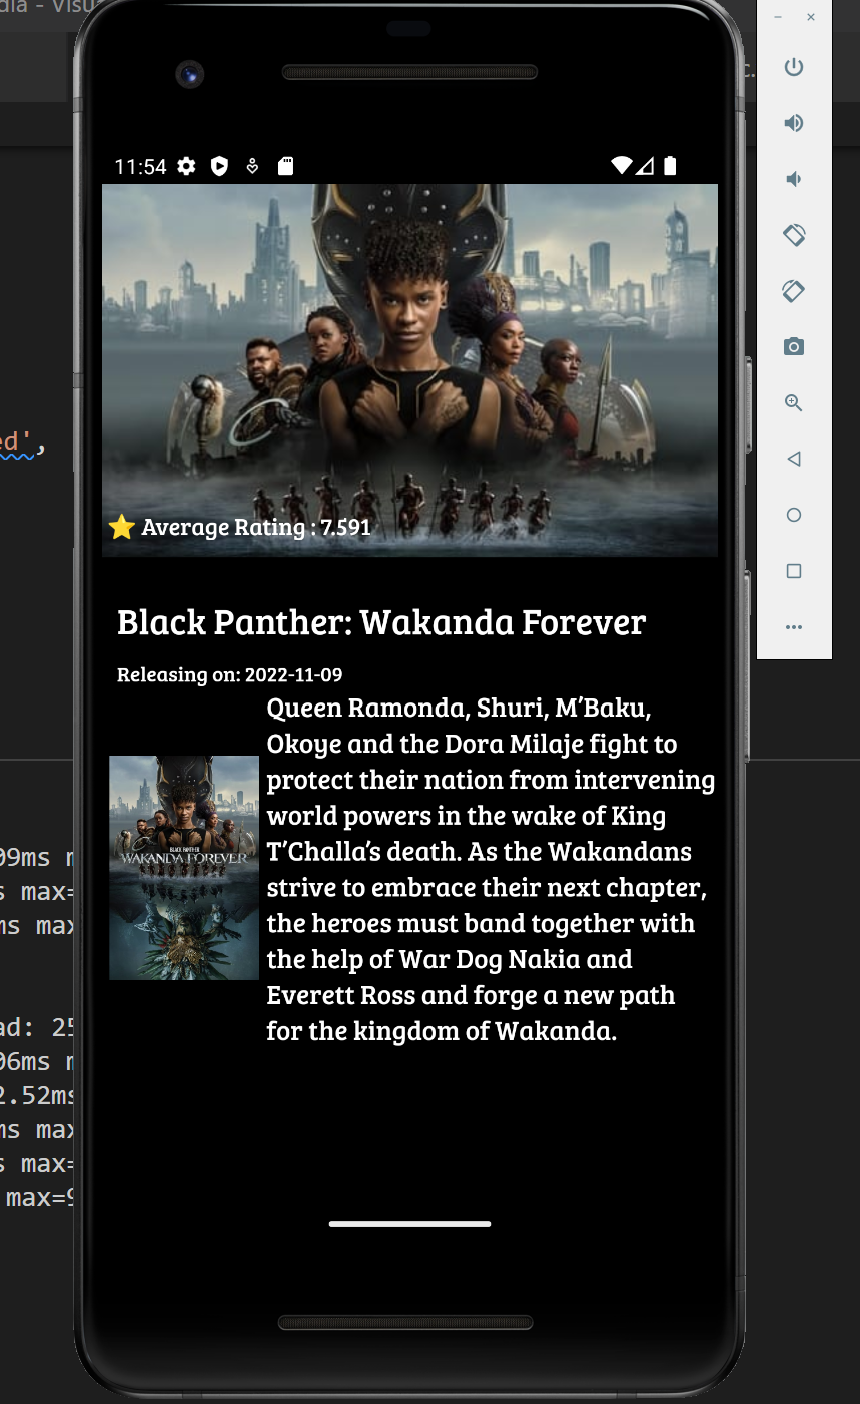 dia - Visu
c.
11:54
ed',
⭐ Average Rating : 7.591
Black Panther: Wakanda Forever
Releasing on: 2022-11-09
Queen Ramonda, Shuri, M’Baku,
Okoye and the Dora Milaje fight to
protect their nation from intervening
world powers in the wake of King
T’Challa’s death. As the Wakandans
strive to embrace their next chapter,
the heroes must band together with
the help of War Dog Nakia and
Everett Ross and forge a new path
for the kingdom of Wakanda.
BLACK PANTHER
WAKANDA FOREVER
09ms m
s max=
ms max
ad: 25
06ms m
2.52ms
ms max
s max=
max=9